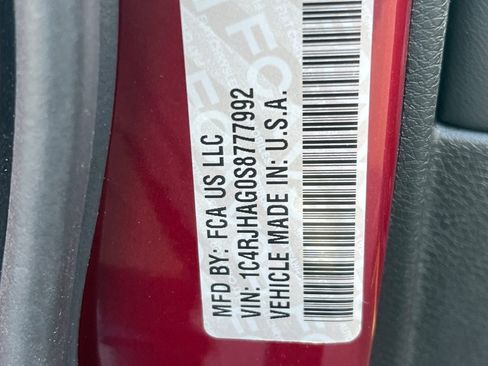 MFD BY: FCA US LLC
VIN: 1C4RJHAG0S8777992
VEHICLE MADE IN: U.S.A.